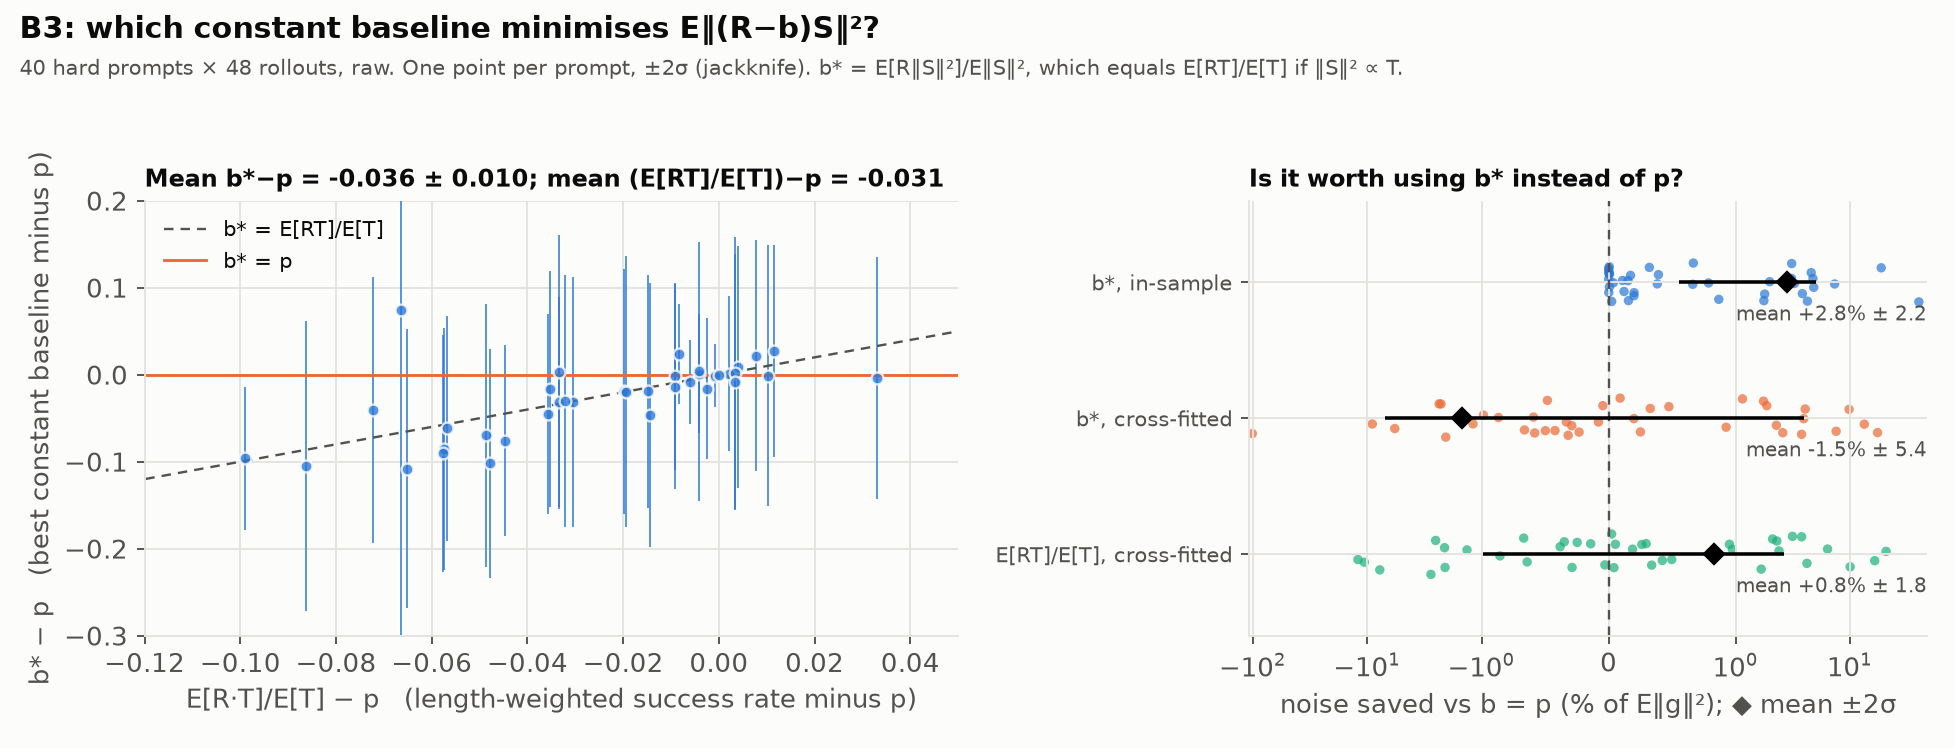 B3: which constant baseline minimises E‖(R−b)S‖²?
40 hard prompts × 48 rollouts, raw. One point per prompt, ±2σ (jackknife). b* = E[R‖S‖²]/E‖S‖², which equals E[RT]/E[T] if ‖S‖² ∝ T.
Mean b*−p = -0.036 ± 0.010; mean (E[RT]/E[T])−p = -0.031
b* = E[RT]/E[T]
b* = p
b* − p   (best constant baseline minus p)
0.2
0.1
0.0
−0.1
−0.2
−0.3
−0.12 −0.10 −0.08 −0.06 −0.04 −0.02 0.00 0.02 0.04
E[R·T]/E[T] − p   (length-weighted success rate minus p)
Is it worth using b* instead of p?
b*, in-sample
mean +2.8% ± 2.2
b*, cross-fitted
mean -1.5% ± 5.4
E[RT]/E[T], cross-fitted
mean +0.8% ± 1.8
−10² −10¹ −10⁰ 0 10⁰ 10¹
noise saved vs b = p (% of E‖g‖²); ◆ mean ±2σ